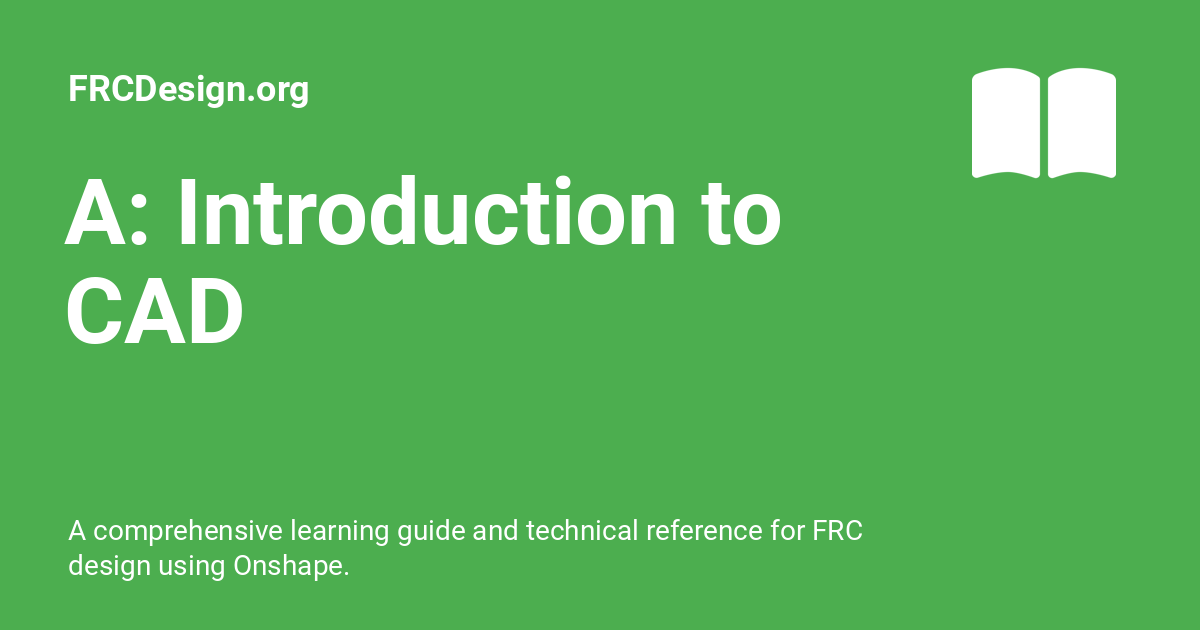 FRCDesign.org
A: Introduction to
CAD
A comprehensive learning guide and technical reference for FRC
design using Onshape.